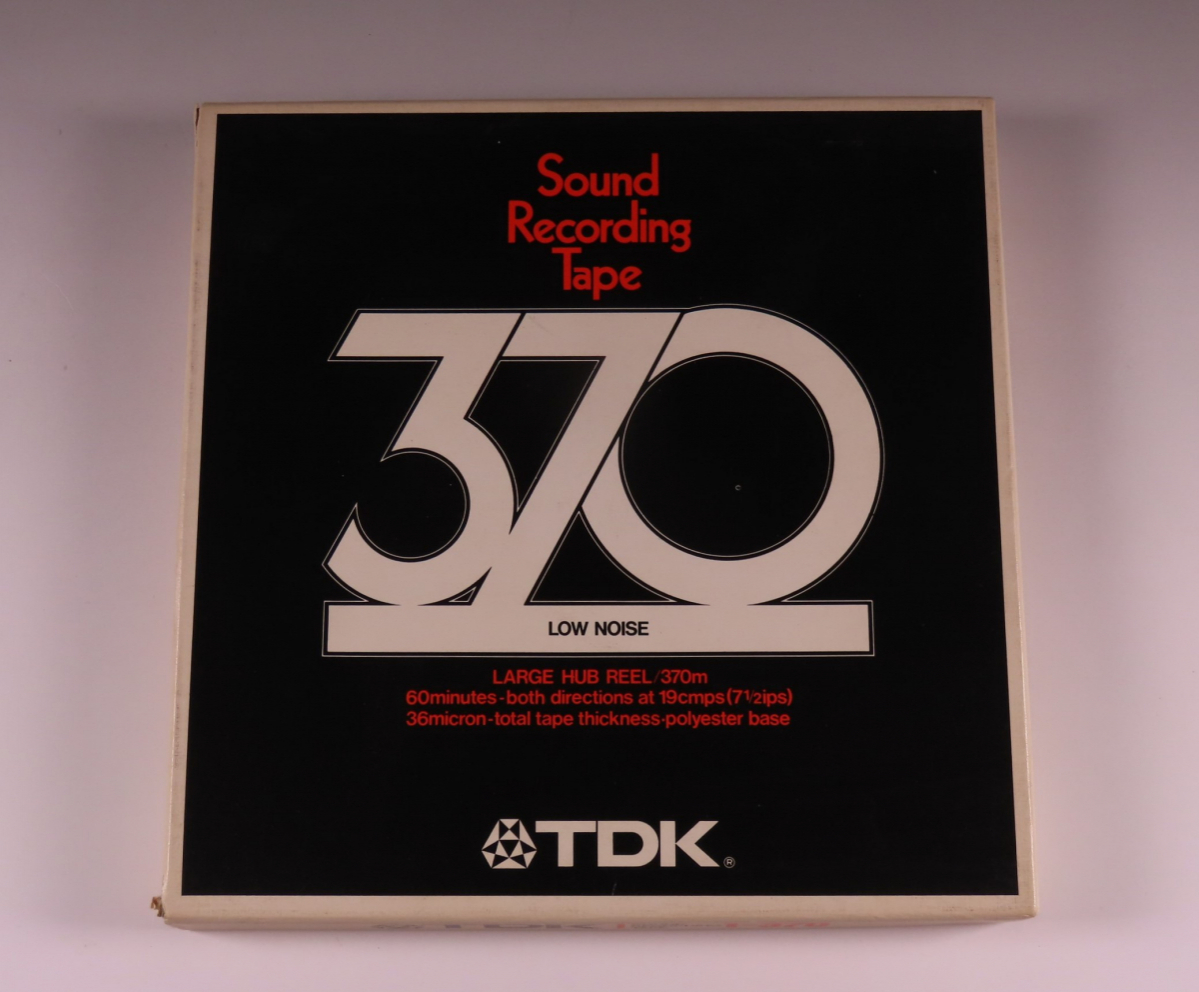 Sound
Recording
Tape
370
LOW NOISE
LARGE HUB REEL/370m
60minutes-both directions at 19cmps(7½ips)
36micron-total tape thickness-polyester base
TDK®